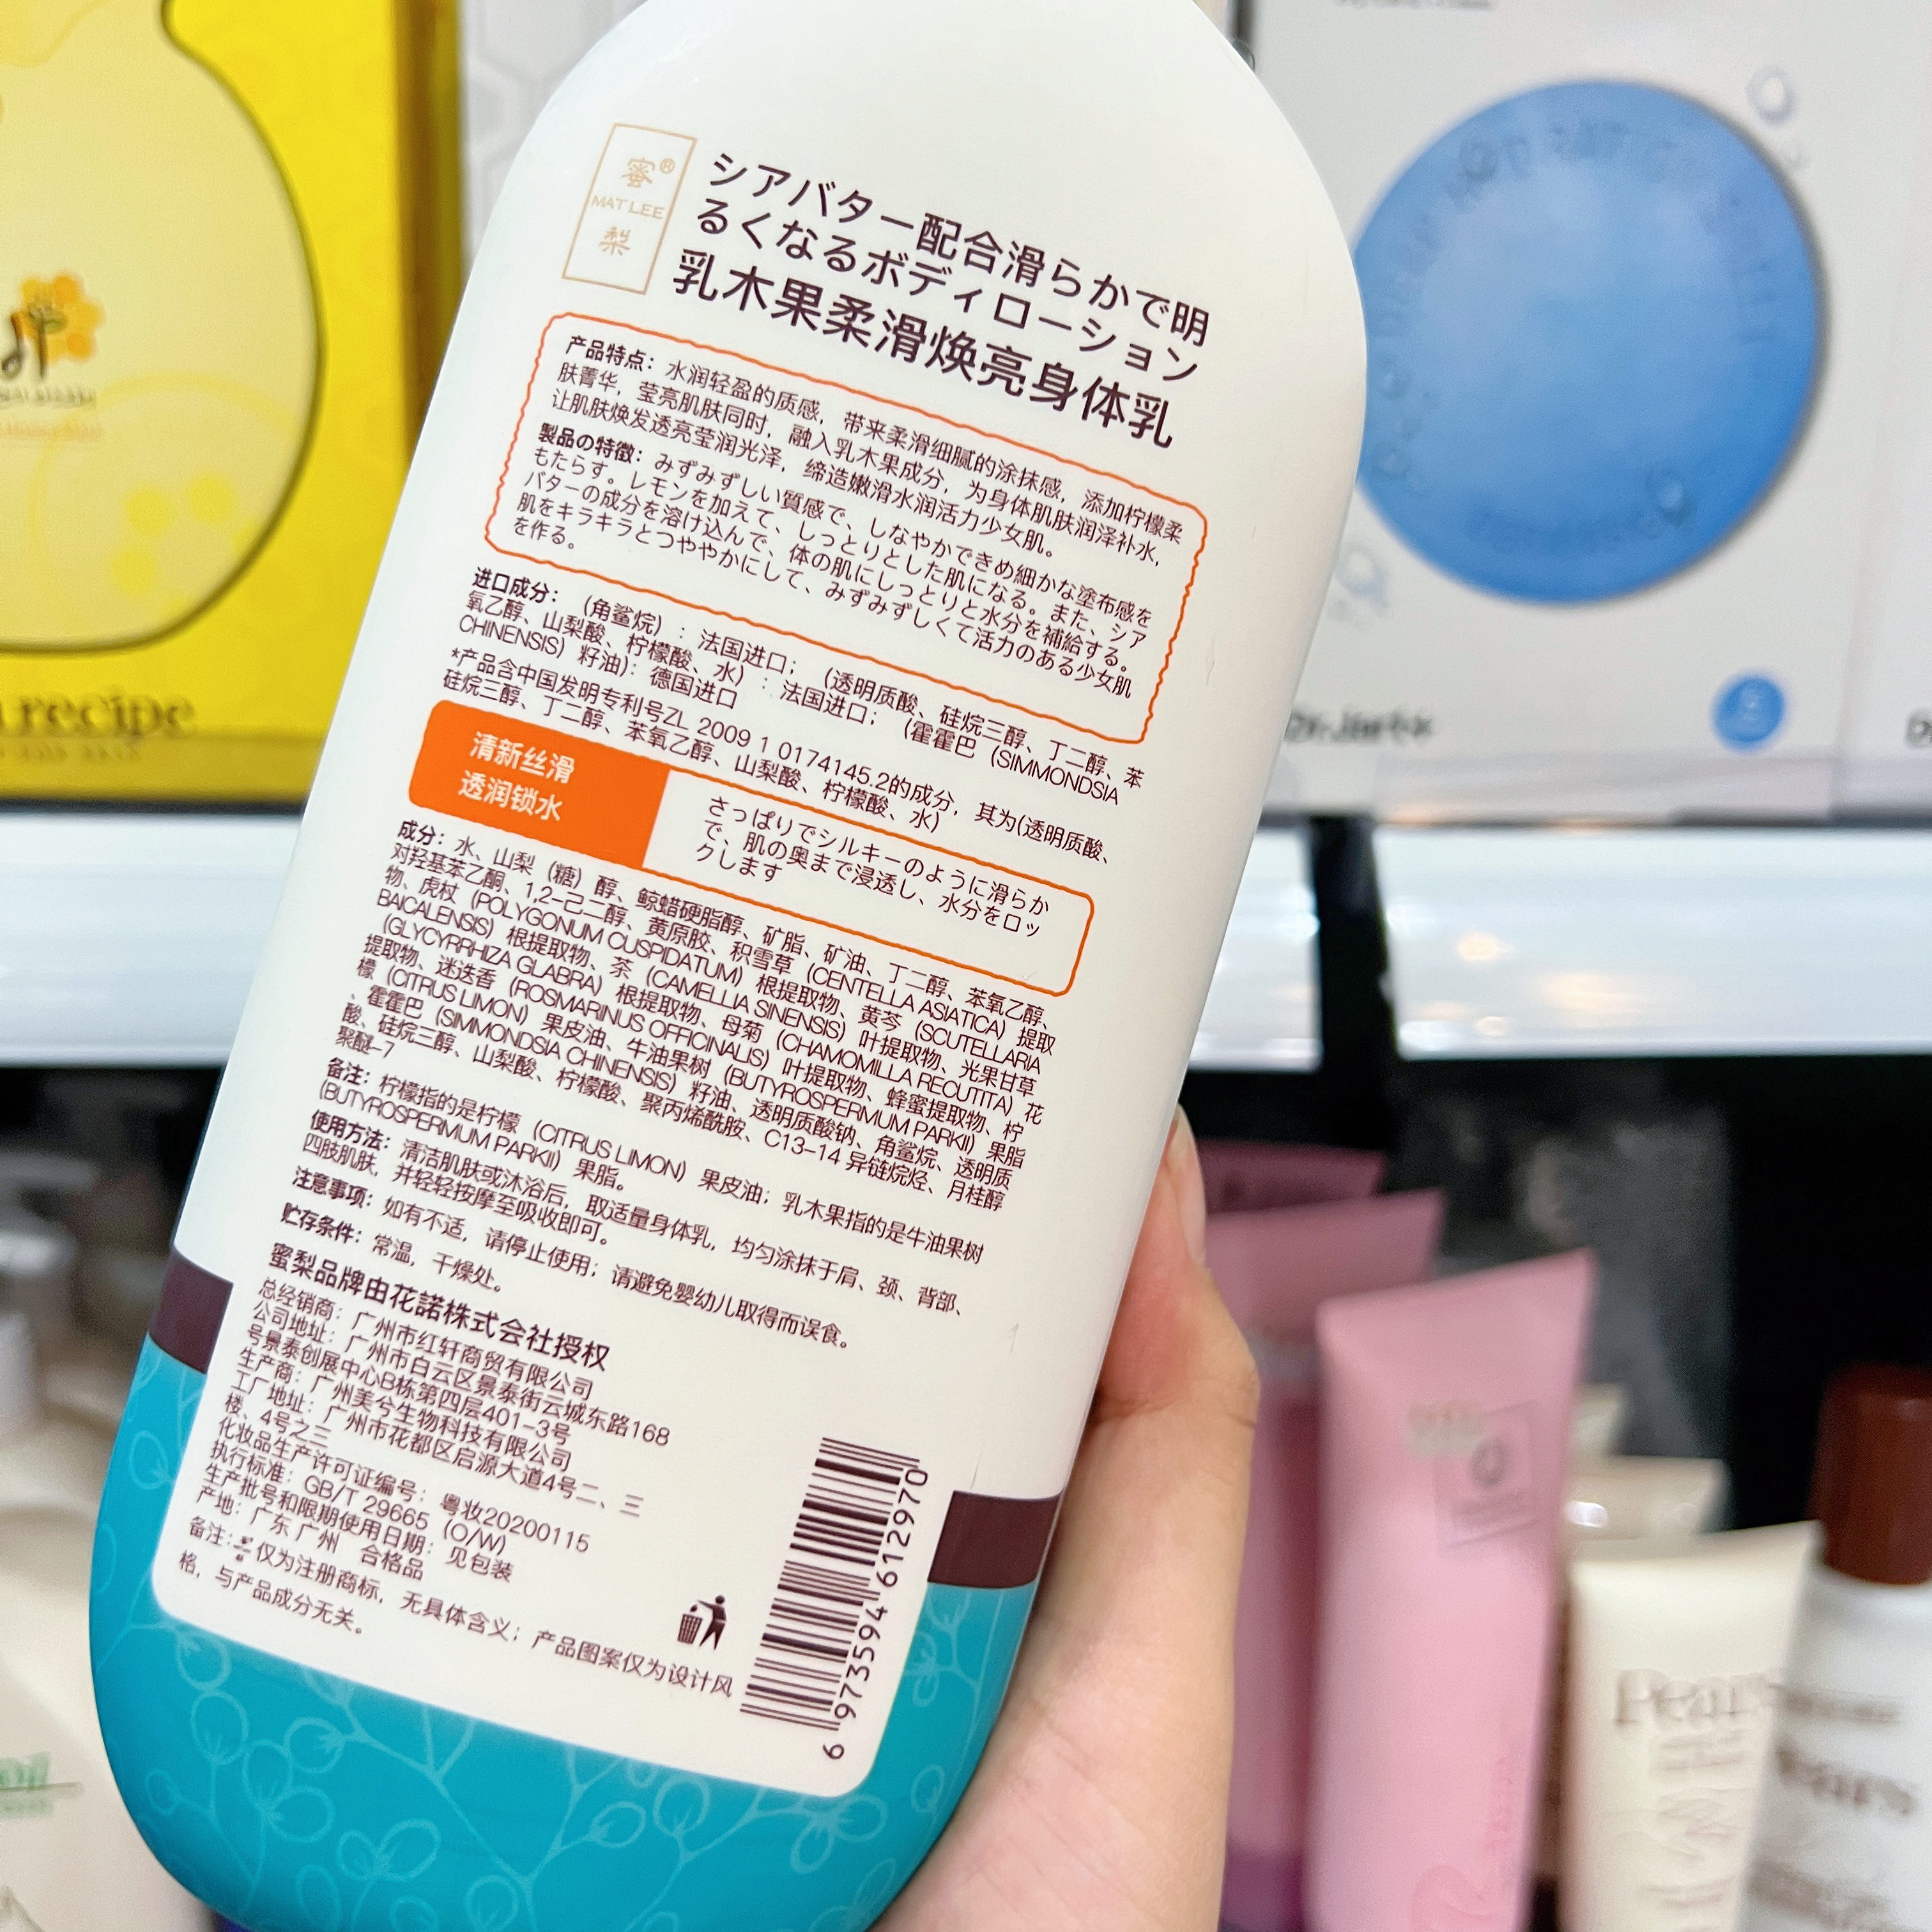 蜜®
MAT LEE
梨
シアバター配合滑らかで明
るくなるボディローション
乳木果柔滑焕亮身体乳
产品特点：水润轻盈的质感，带来柔滑细腻的涂抹感，添加柠檬柔
肤菁华，莹亮肌肤同时，融入乳木果成分，为身体肌肤润泽补水，
让肌肤焕发透亮莹润光泽，缔造嫩滑水润活力少女肌。
製品の特徴：みずみずしい質感で、しなやかできめ細かな塗布感を
もたらす。レモンを加えて、しっとりとした肌になる。また、シア
バターの成分を溶け込んで、体の肌にしっとりと水分を補給する。
肌をキラキラとつややかにして、みずみずしくて活力のある少女肌
を作る。
进口成分：（角鲨烷）：法国进口；（透明质酸、硅烷三醇、丁二醇、苯
氧乙醇、山梨酸、柠檬酸、水）：法国进口；（霍霍巴（SIMMONDSIA
CHINENSIS）籽油）：德国进口
*产品含中国发明专利号ZL 2009 1 0174145.2的成分，其为(透明质酸、
硅烷三醇、丁二醇、苯氧乙醇、山梨酸、柠檬酸、水)
清新丝滑
透润锁水
さっぱりでシルキーのように滑らか
で、肌の奥まで浸透し、水分をロッ
クします
成分：水、山梨（糖）醇、鲸蜡硬脂醇、矿脂、矿油、丁二醇、苯氧乙醇、
对羟基苯乙酮、1,2-己二醇、黄原胶、积雪草（CENTELLA ASIATICA）提取
物、虎杖（POLYGONUM CUSPIDATUM）根提取物、黄芩（SCUTELLARIA
BAICALENSIS）根提取物、茶（CAMELLIA SINENSIS）叶提取物、光果甘草
（GLYCYRRHIZA GLABRA）根提取物、母菊（CHAMOMILLA RECUTITA）花
提取物、迷迭香（ROSMARINUS OFFICINALIS）叶提取物、蜂蜜提取物、柠
檬（CITRUS LIMON）果皮油、牛油果树（BUTYROSPERMUM PARKII）果脂
、霍霍巴（SIMMONDSIA CHINENSIS）籽油、透明质酸钠、角鲨烷、透明质
酸、硅烷三醇、山梨酸、柠檬酸、聚丙烯酰胺、C13-14 异链烷烃、月桂醇
聚醚-7
备注：柠檬指的是柠檬（CITRUS LIMON）果皮油；乳木果指的是牛油果树
（BUTYROSPERMUM PARKII）果脂。
使用方法：清洁肌肤或沐浴后，取适量身体乳，均匀涂抹于肩、颈、背部、
四肢肌肤，并轻轻按摩至吸收即可。
注意事项：如有不适，请停止使用；请避免婴幼儿取得而误食。
贮存条件：常温，干燥处。
蜜梨品牌由花諾株式会社授权
总经销商：广州市红轩商贸有限公司
公司地址：广州市白云区景泰街云城东路168
号景泰创展中心B栋第四层401-3号
生产商：广州美兮生物科技有限公司
工厂地址：广州市花都区启源大道4号二、三
楼、4号之三
化妆品生产许可证编号：粤妆20200115
执行标准：GB/T 29665（O/W）
生产批号和限期使用日期：见包装
产地：广东 广州 合格品
备注：蜜梨仅为注册商标，无具体含义；产品图案仅为设计风
格，与产品成分无关。
6 973594 612970
recipe
Dr.Jart+
Pears